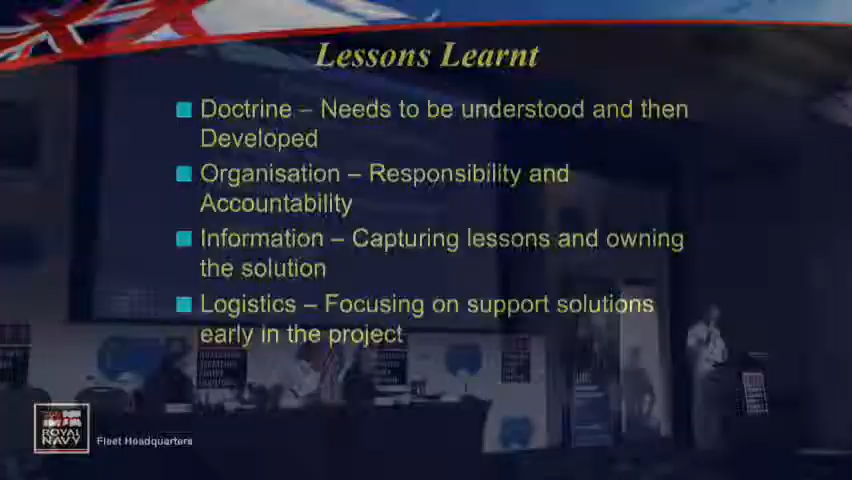 Lessons Learnt
Doctrine – Needs to be understood and then
Developed
Organisation – Responsibility and
Accountability
Information – Capturing lessons and owning
the solution
Logistics – Focusing on support solutions
early in the project
ROYAL
NAVY
Fleet Headquarters